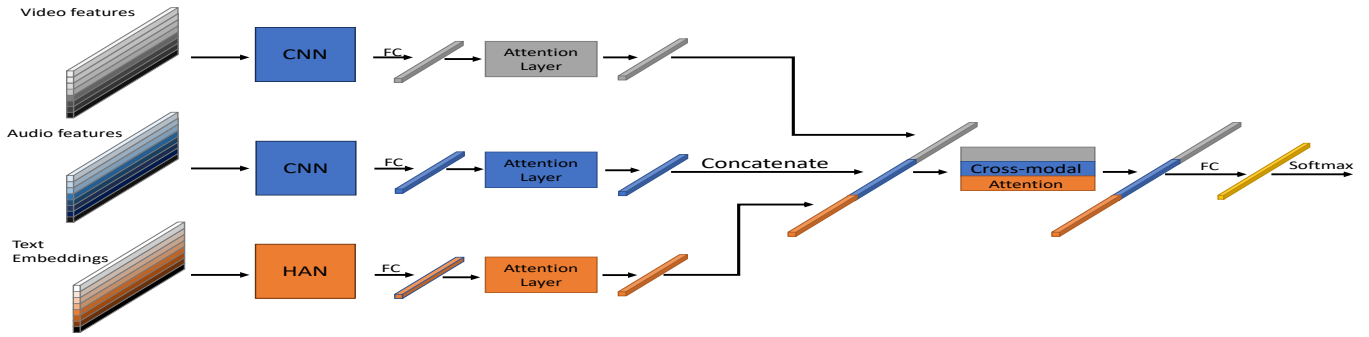 Video features
CNN
FC
Attention
Layer
Audio features
CNN
FC
Attention
Layer
Concatenate
Cross-modal
Attention
FC
Softmax
Text
Embeddings
HAN
FC
Attention
Layer